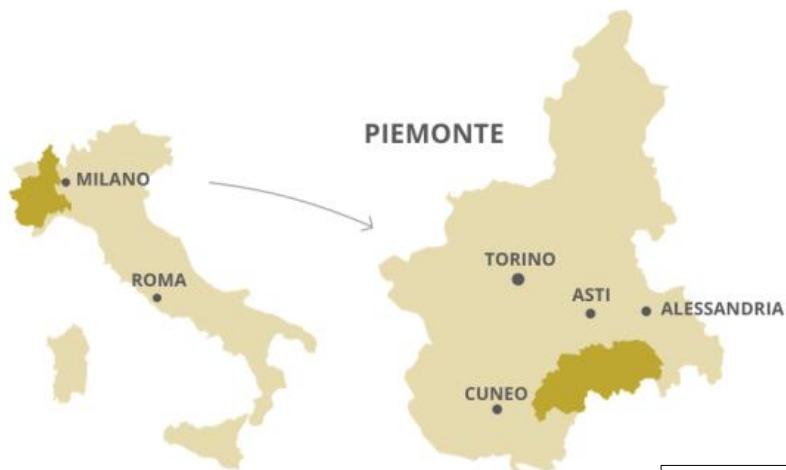 PIEMONTE
MILANO
TORINO
ROMA
ASTI
ALESSANDRIA
CUNEO